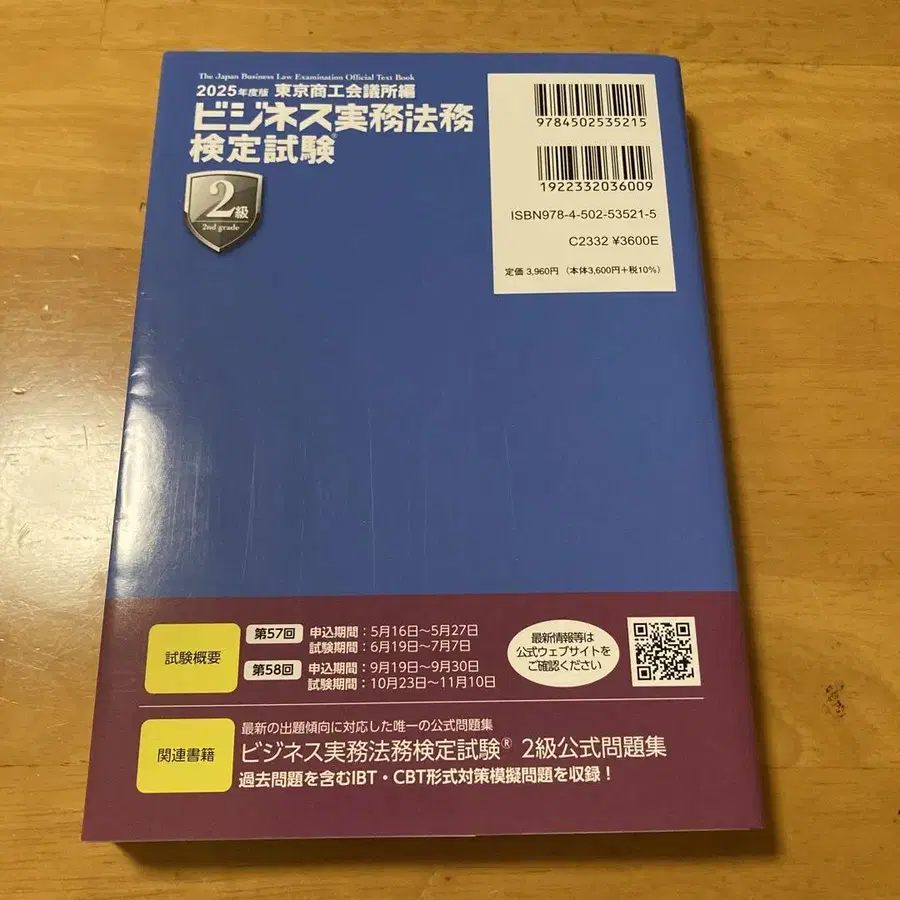 The Japan Business Law Examination Official Text Book
2025年度版 東京商工会議所編
ビジネス実務法務
検定試験®
2級
2nd grade
9784502535215
1922332036009
ISBN978-4-502-53521-5
C2332 ¥3600E
定価 3,960円 (本体3,600円+税10%)
試験概要
第57回 申込期間:5月16日~5月27日
試験期間:6月19日~7月7日
第58回 申込期間:9月19日~9月30日
試験期間:10月23日~11月10日
最新情報等は
公式ウェブサイトを
ご確認ください
関連書籍
最新の出題傾向に対応した唯一の公式問題集
ビジネス実務法務検定試験® 2級公式問題集
過去問題を含むIBT・CBT形式対策模擬問題を収録!